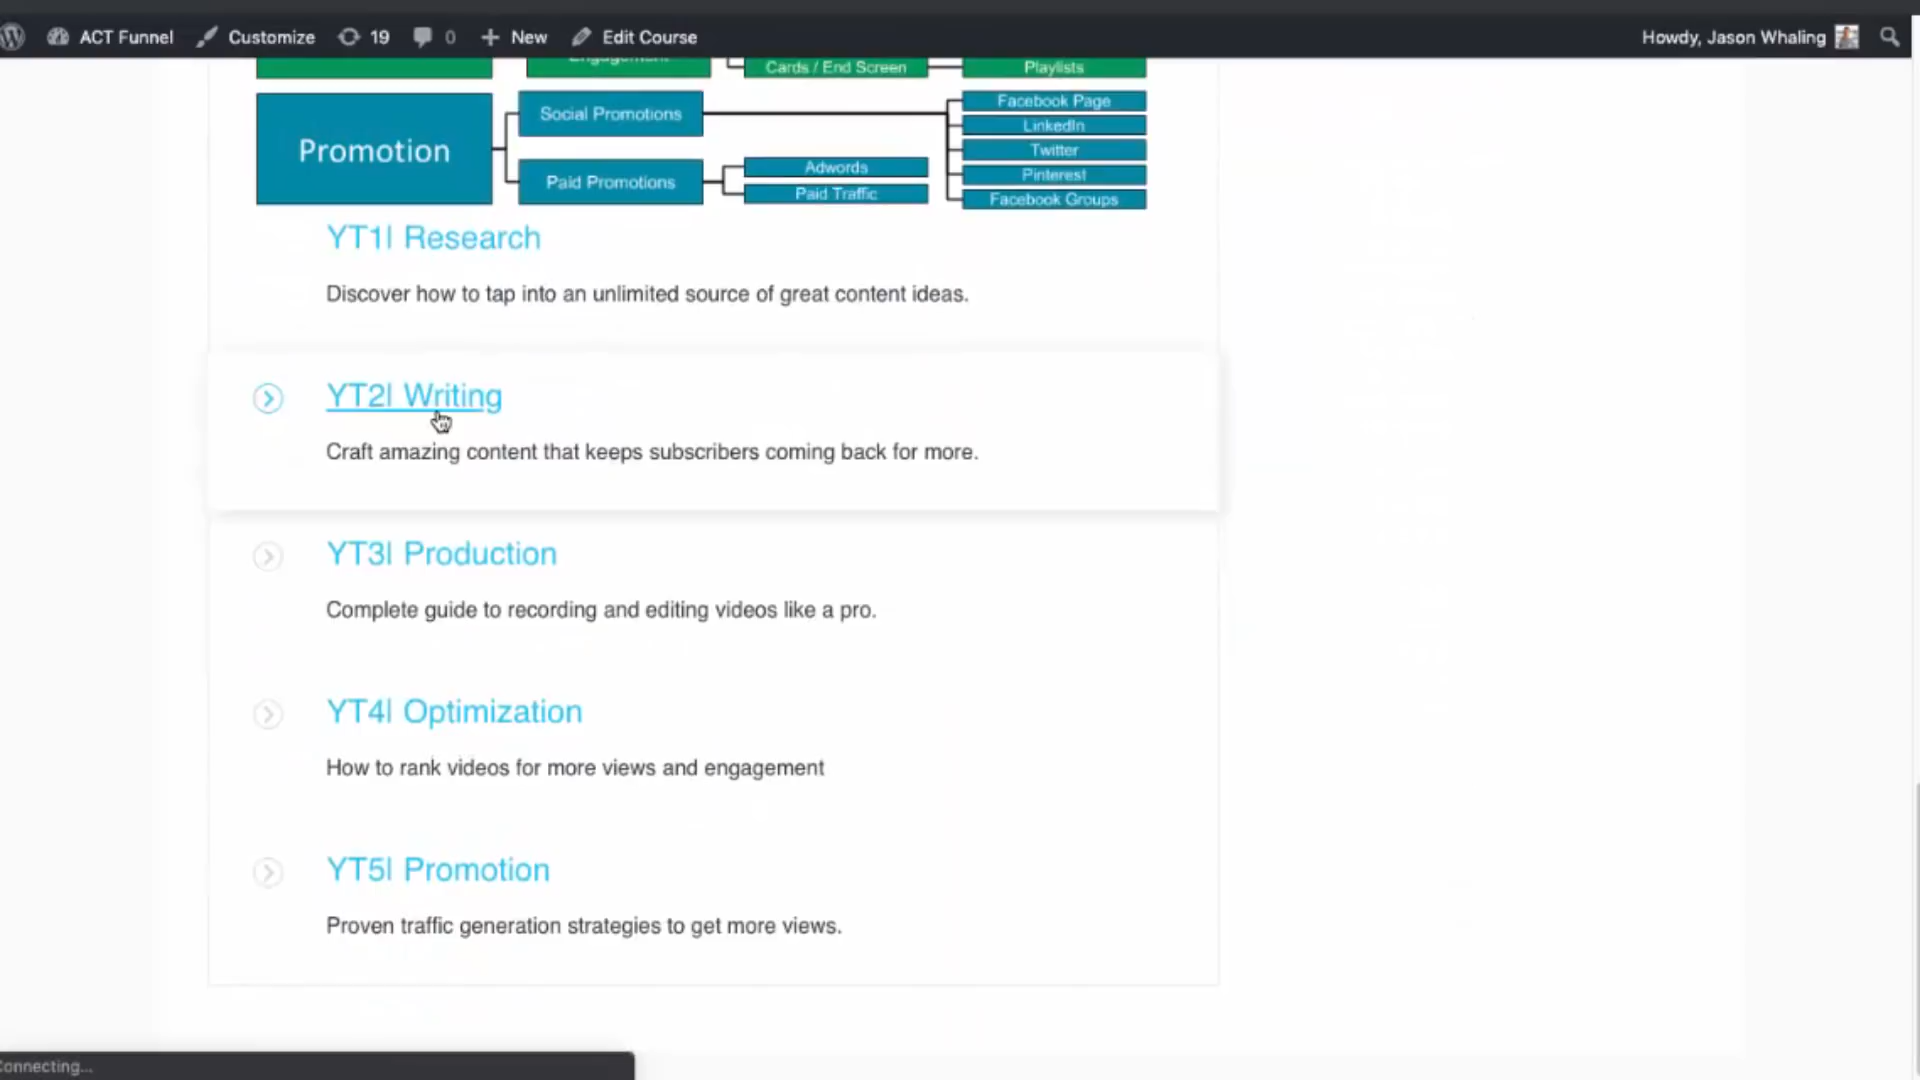 ACT Funnel Customize 19 0 New Edit Course Howdy, Jason Whaling
Engagement Cards / End Screen Playlists
Promotion
Social Promotions
Paid Promotions
Adwords
Paid Traffic
Facebook Page
LinkedIn
Twitter
Pinterest
Facebook Groups
YT1| Research
Discover how to tap into an unlimited source of great content ideas.
YT2| Writing
Craft amazing content that keeps subscribers coming back for more.
YT3| Production
Complete guide to recording and editing videos like a pro.
YT4| Optimization
How to rank videos for more views and engagement
YT5| Promotion
Proven traffic generation strategies to get more views.
Connecting...